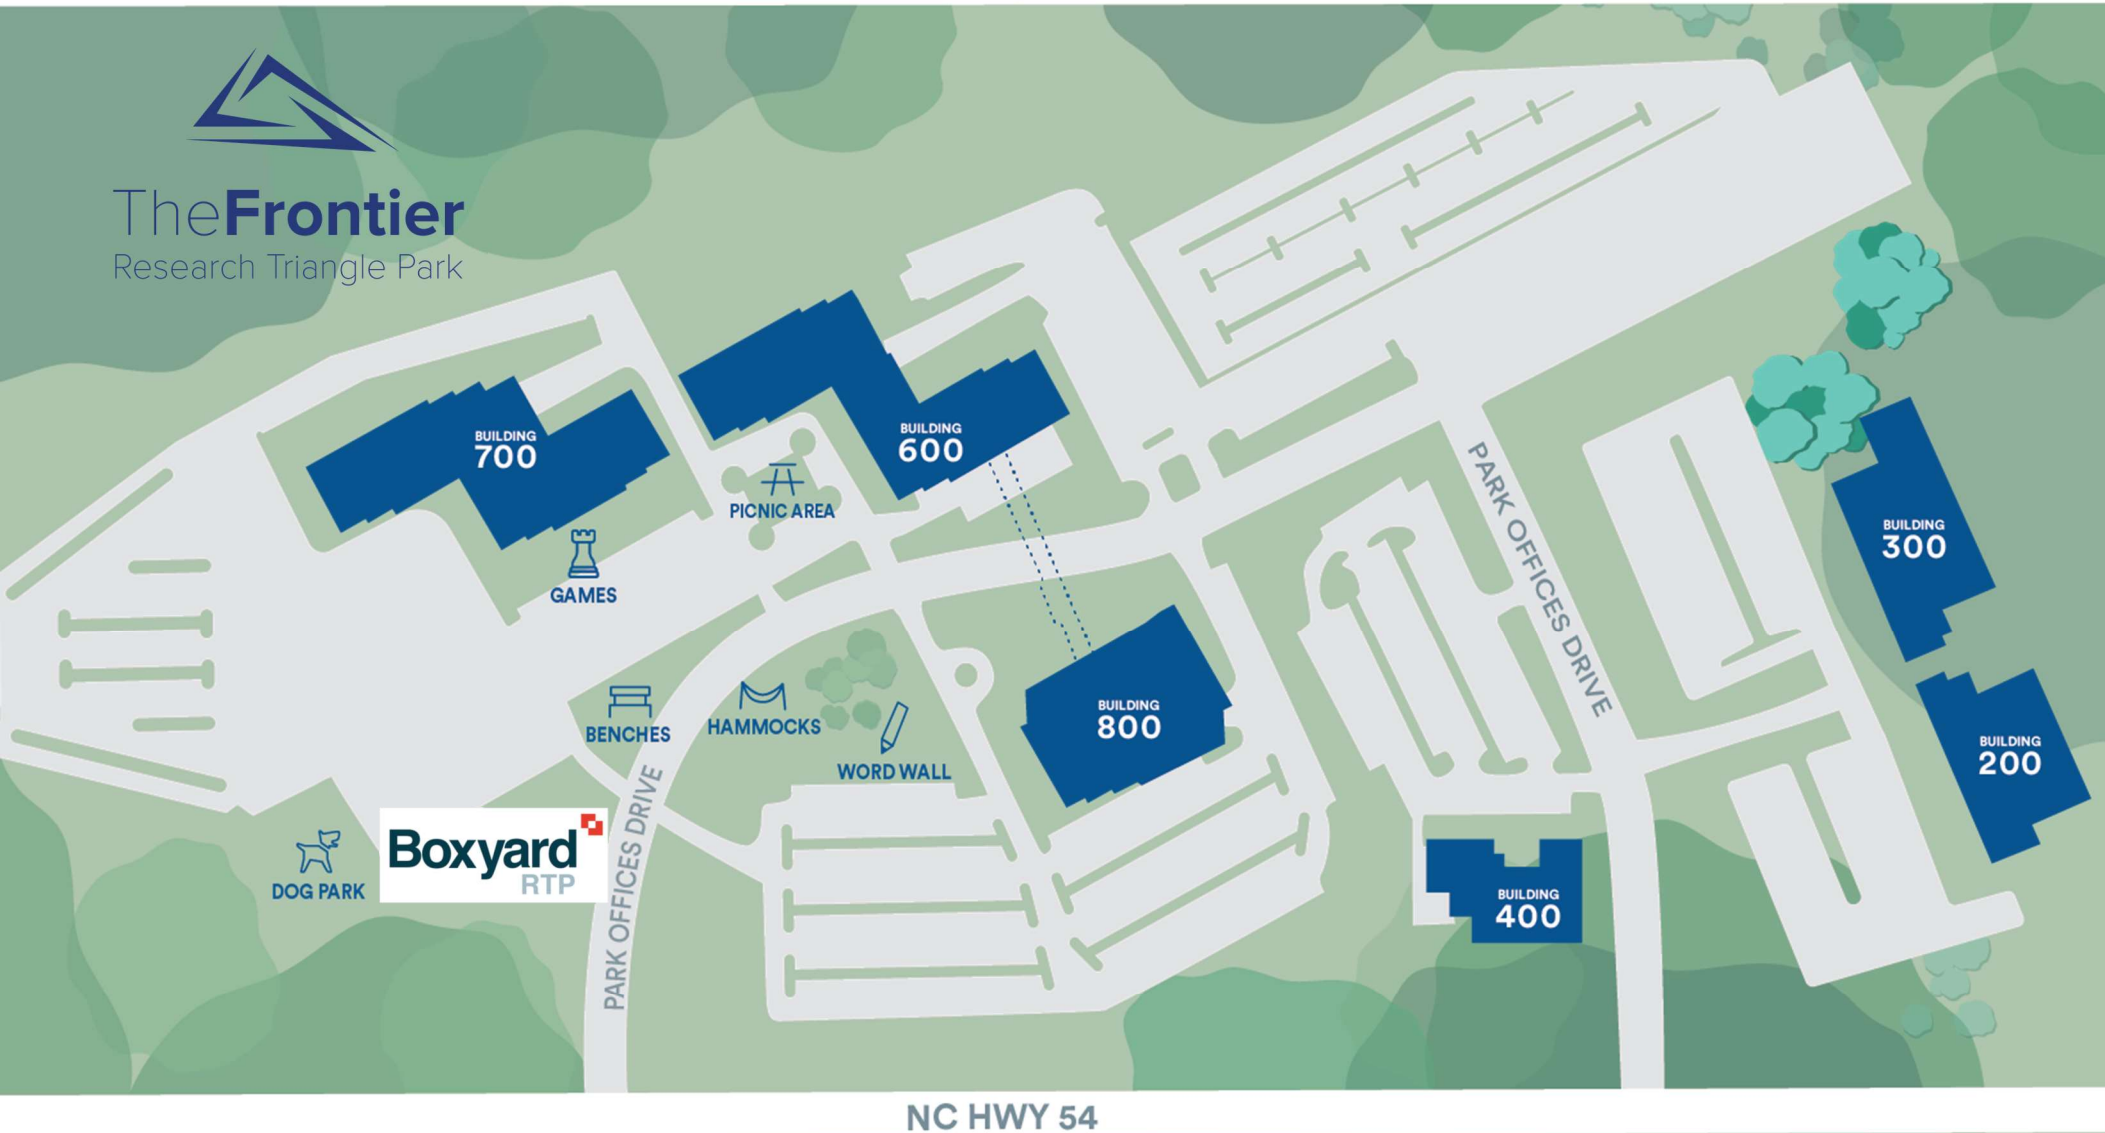 TheFrontier
Research Triangle Park
BUILDING
700
BUILDING
600
PICNIC AREA
GAMES
PARK OFFICES DRIVE
BUILDING
300
BENCHES
HAMMOCKS
WORD WALL
BUILDING
800
BUILDING
200
DOG PARK
Boxyard
RTP
PARK OFFICES DRIVE
BUILDING
400
NC HWY 54